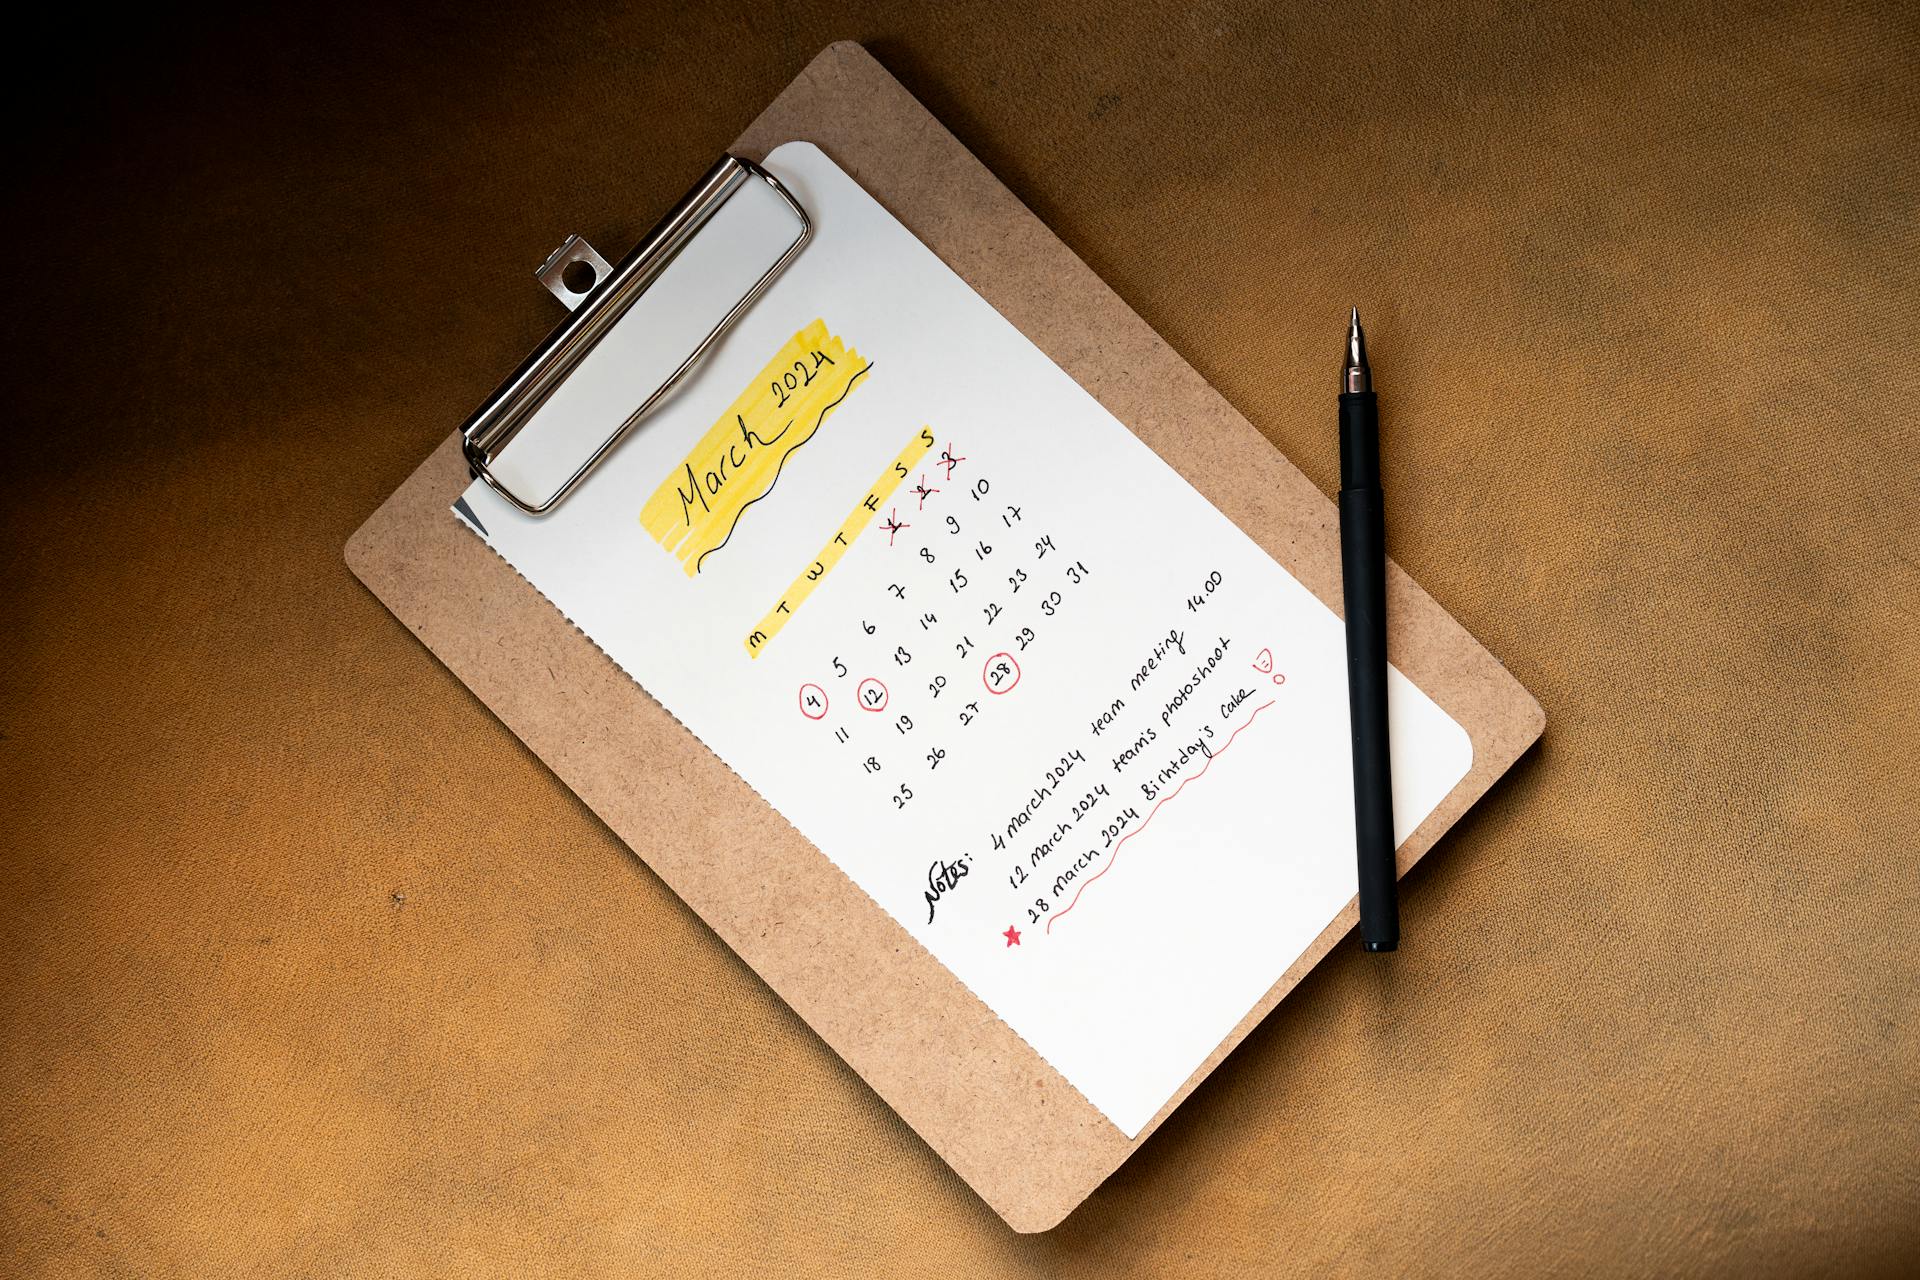 March 2024
M T W T F S S
1 2 3
4 5 6 7 8 9 10
11 12 13 14 15 16 17
18 19 20 21 22 23 24
25 26 27 28 29 30 31
Notes: 4 March 2024 team meeting 14.00
12 March 2024 team's photoshoot
28 March 2024 Birhtday's cake !